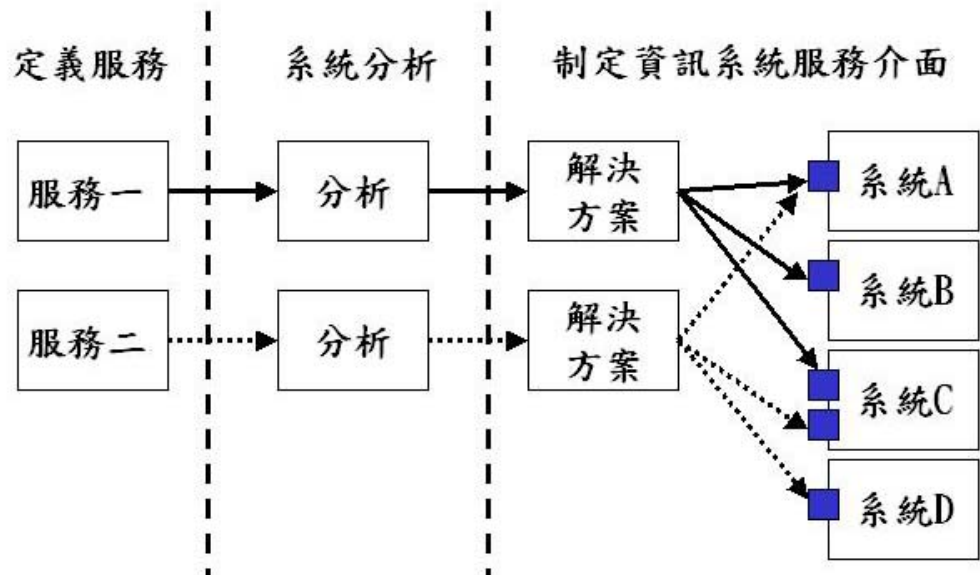 定義服務
系統分析
制定資訊系統服務介面
服務一
分析
解決
方案
系統A
系統B
服務二
分析
解決
方案
系統C
系統D